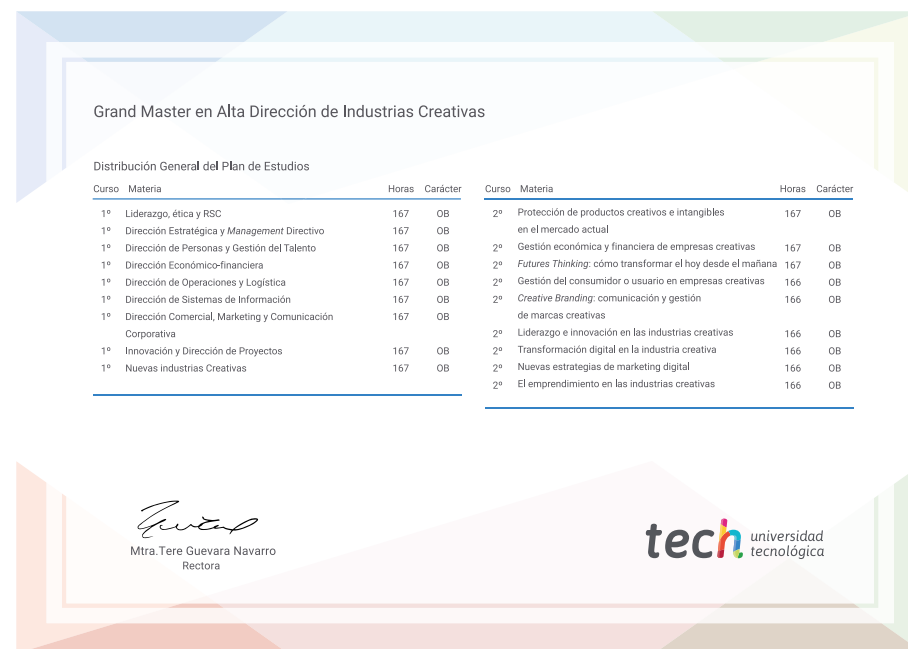 Grand Master en Alta Dirección de Industrias Creativas
Distribución General del Plan de Estudios
Curso Materia Horas Carácter
1º Liderazgo, ética y RSC 167 OB
1º Dirección Estratégica y Management Directivo 167 OB
1º Dirección de Personas y Gestión del Talento 167 OB
1º Dirección Económico-financiera 167 OB
1º Dirección de Operaciones y Logística 167 OB
1º Dirección de Sistemas de Información 167 OB
1º Dirección Comercial, Marketing y Comunicación 167 OB
Corporativa
1º Innovación y Dirección de Proyectos 167 OB
1º Nuevas industrias Creativas 167 OB
Curso Materia Horas Carácter
2º Protección de productos creativos e intangibles 167 OB
en el mercado actual
2º Gestión económica y financiera de empresas creativas 167 OB
2º Futures Thinking: cómo transformar el hoy desde el mañana 167 OB
2º Gestión del consumidor o usuario en empresas creativas 166 OB
2º Creative Branding: comunicación y gestión 166 OB
de marcas creativas
2º Liderazgo e innovación en las industrias creativas 166 OB
2º Transformación digital en la industria creativa 166 OB
2º Nuevas estrategias de marketing digital 166 OB
2º El emprendimiento en las industrias creativas 166 OB
Mtra.Tere Guevara Navarro
Rectora
tech universidad
tecnológica